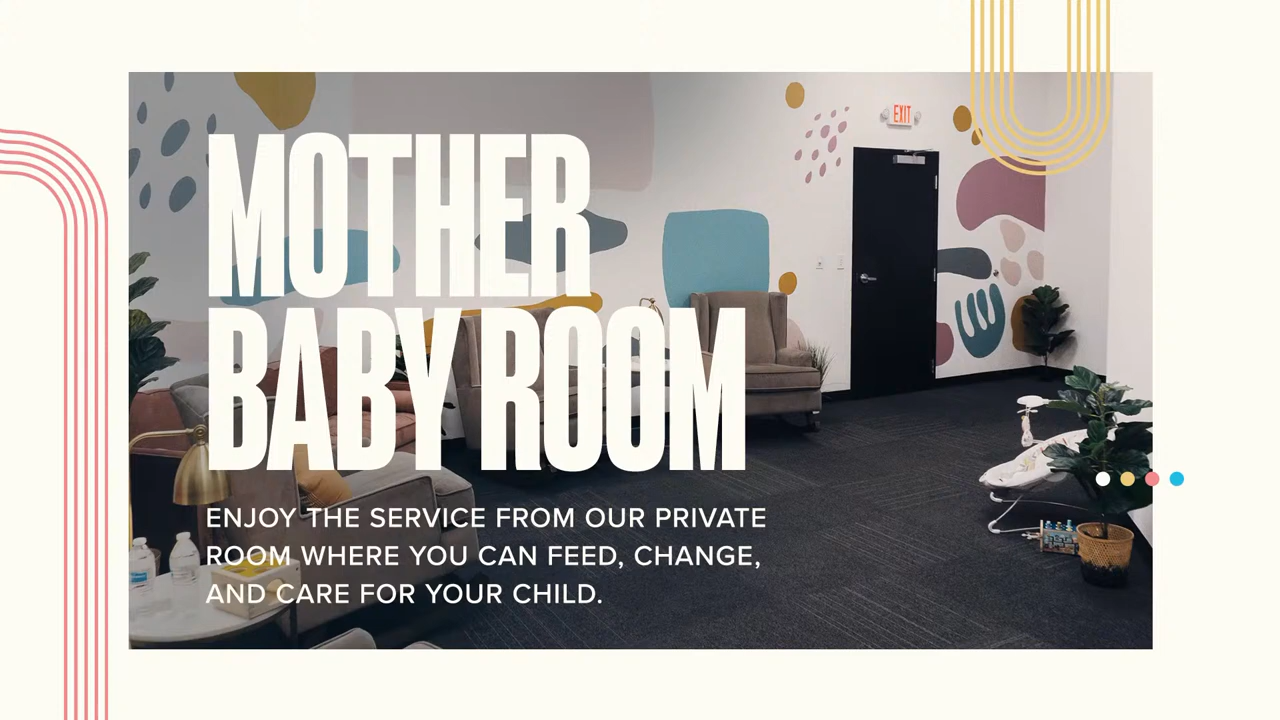 EXIT
MOTHER
BABY ROOM
ENJOY THE SERVICE FROM OUR PRIVATE
ROOM WHERE YOU CAN FEED, CHANGE,
AND CARE FOR YOUR CHILD.